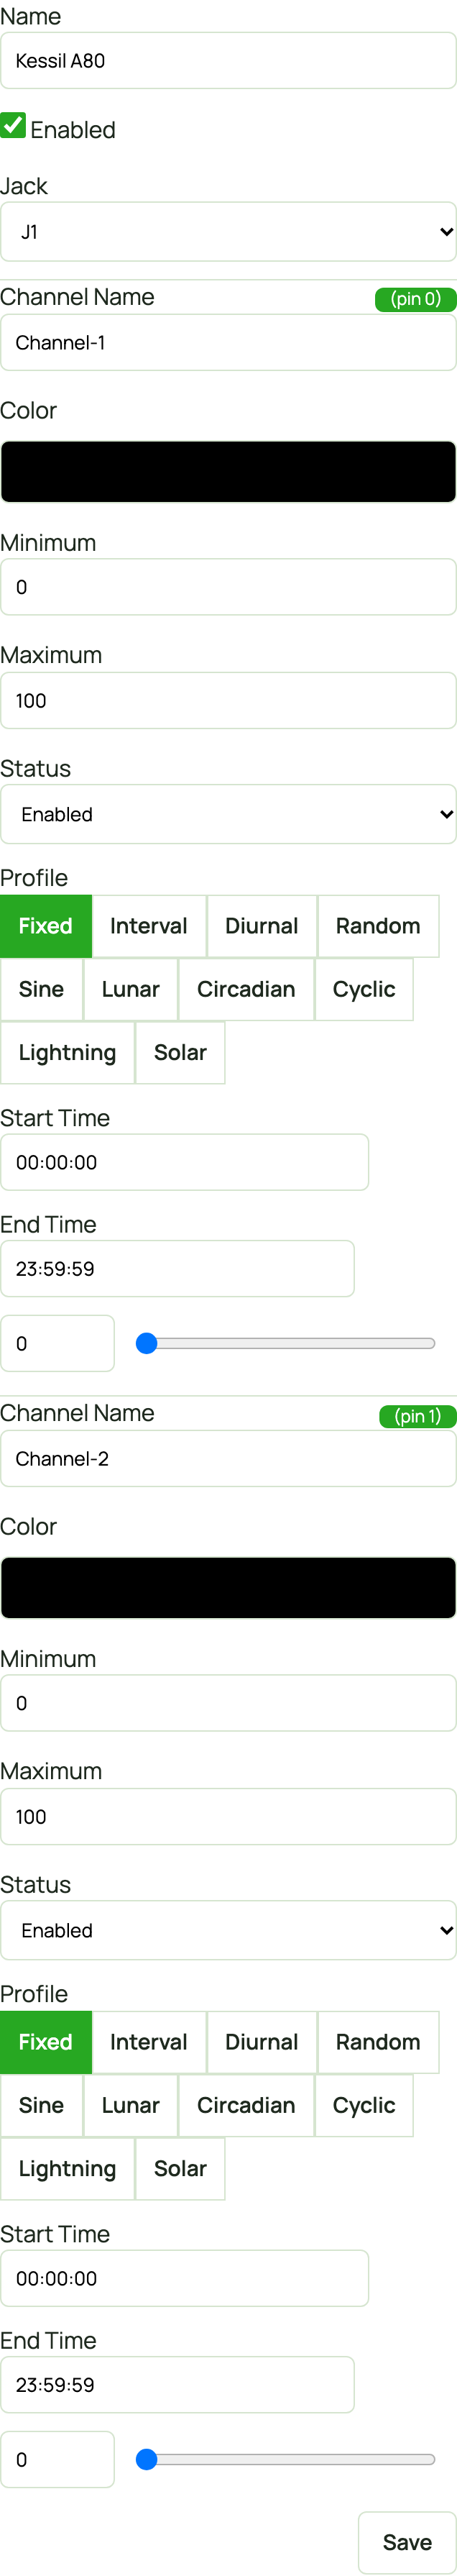 Name
Kessil A80
Enabled
Jack
J1
Channel Name (pin 0)
Channel-1
Color
Minimum
0
Maximum
100
Status
Enabled
Profile
Fixed Interval Diurnal Random
Sine Lunar Circadian Cyclic
Lightning Solar
Start Time
00:00:00
End Time
23:59:59
0
Channel Name (pin 1)
Channel-2
Color
Minimum
0
Maximum
100
Status
Enabled
Profile
Fixed Interval Diurnal Random
Sine Lunar Circadian Cyclic
Lightning Solar
Start Time
00:00:00
End Time
23:59:59
0
Save